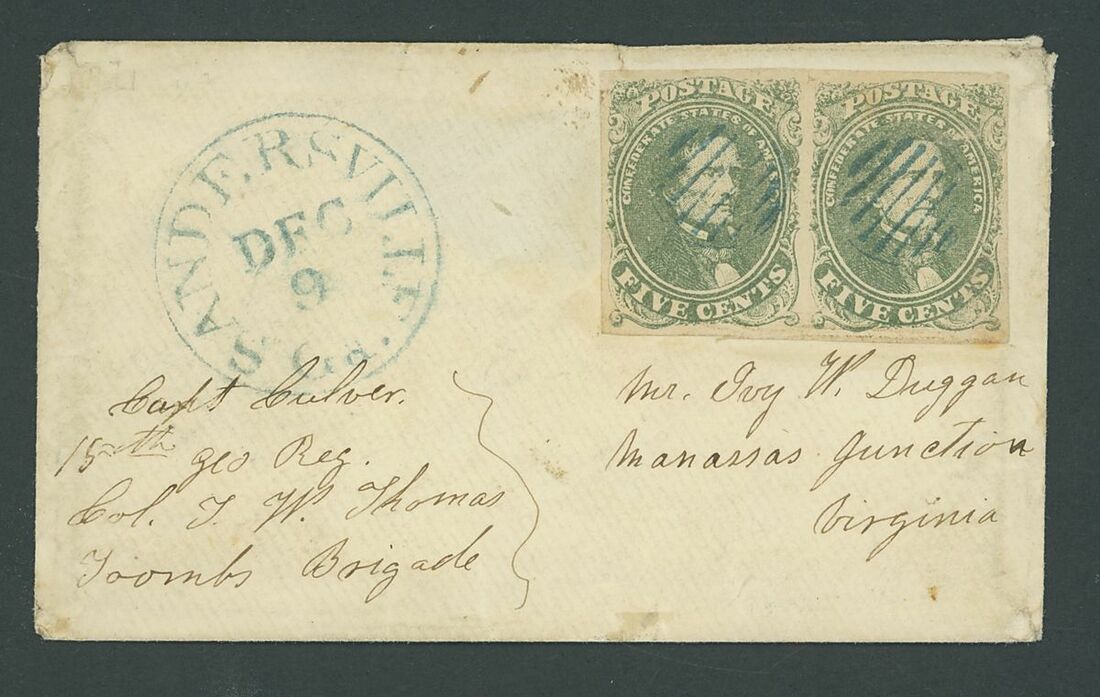 SANDERSVILLE
DEC
9
Ga.
POSTAGE
CONFEDERATE STATES OF AMERICA
FIVE CENTS
POSTAGE
CONFEDERATE STATES OF AMERICA
FIVE CENTS
Capt Culver.
15th geo Reg.
Col. T. W. Thomas
Toombs Brigade
Mr. Ivy W. Duggan
Manassas Junction
Virginia